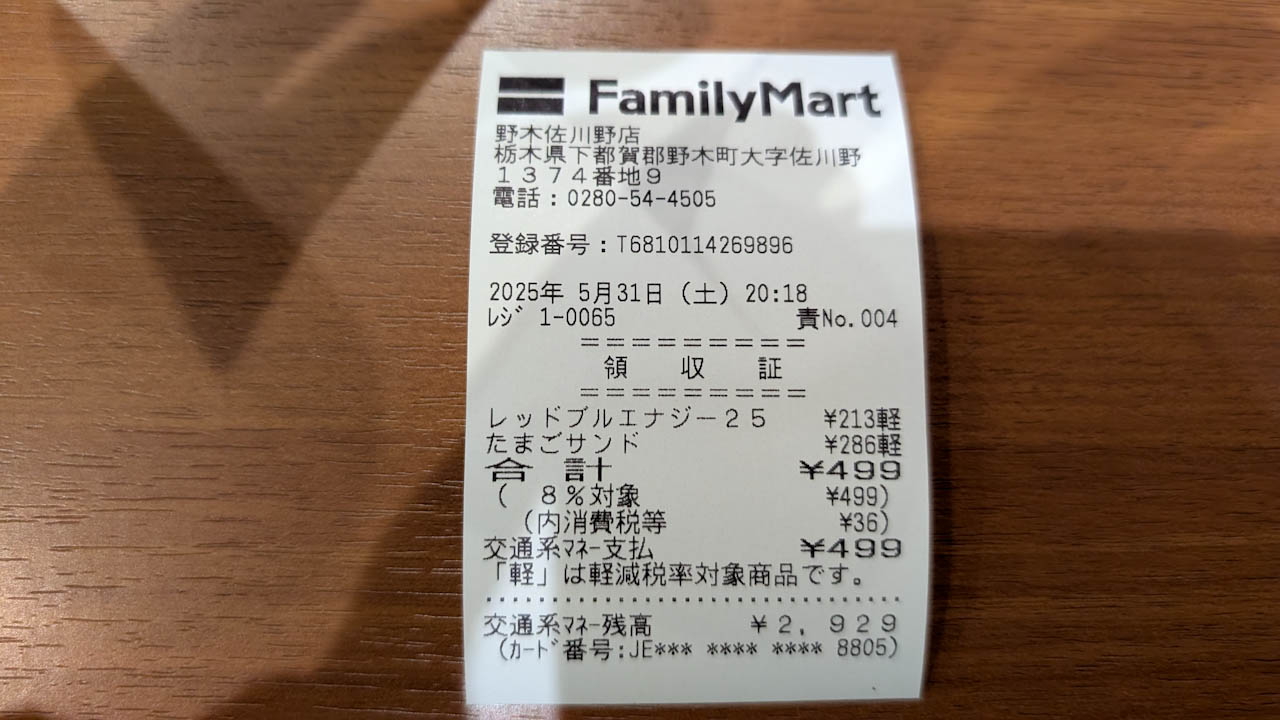 FamilyMart
野木佐川野店
栃木県下都賀郡野木町大字佐川野
1374番地9
電話：0280-54-4505
登録番号：T6810114269896
2025年 5月31日（土）20:18
ﾚｼﾞ 1-0065 責No.004
=========
領 収 証
=========
レッドブルエナジー25 ¥213軽
たまごサンド ¥286軽
合 計 ¥499
( 8%対象 ¥499)
(内消費税等 ¥36)
交通系ﾏﾈｰ支払 ¥499
「軽」は軽減税率対象商品です。
交通系ﾏﾈｰ残高 ¥2,929
(ｶｰﾄﾞ番号:JE*** **** **** 8805)